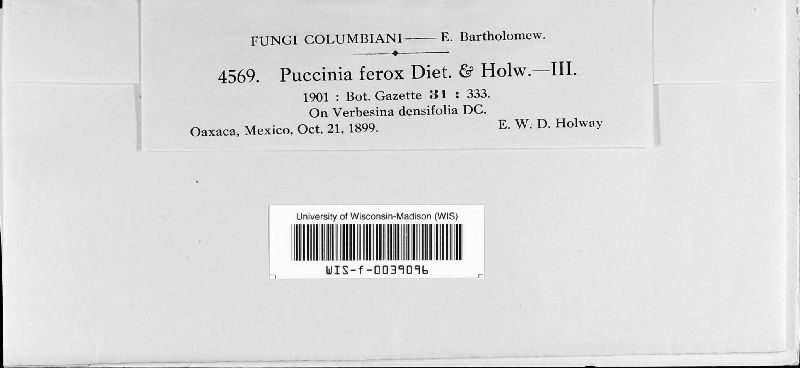 FUNGI COLUMBIANI—— E. Bartholomew.
4569. Puccinia ferox Diet. & Holw.—III.
1901 : Bot. Gazette 31 : 333.
On Verbesina densifolia DC.
Oaxaca, Mexico, Oct. 21, 1899. E. W. D. Holway
University of Wisconsin-Madison (WIS)
WIS-f-0039096